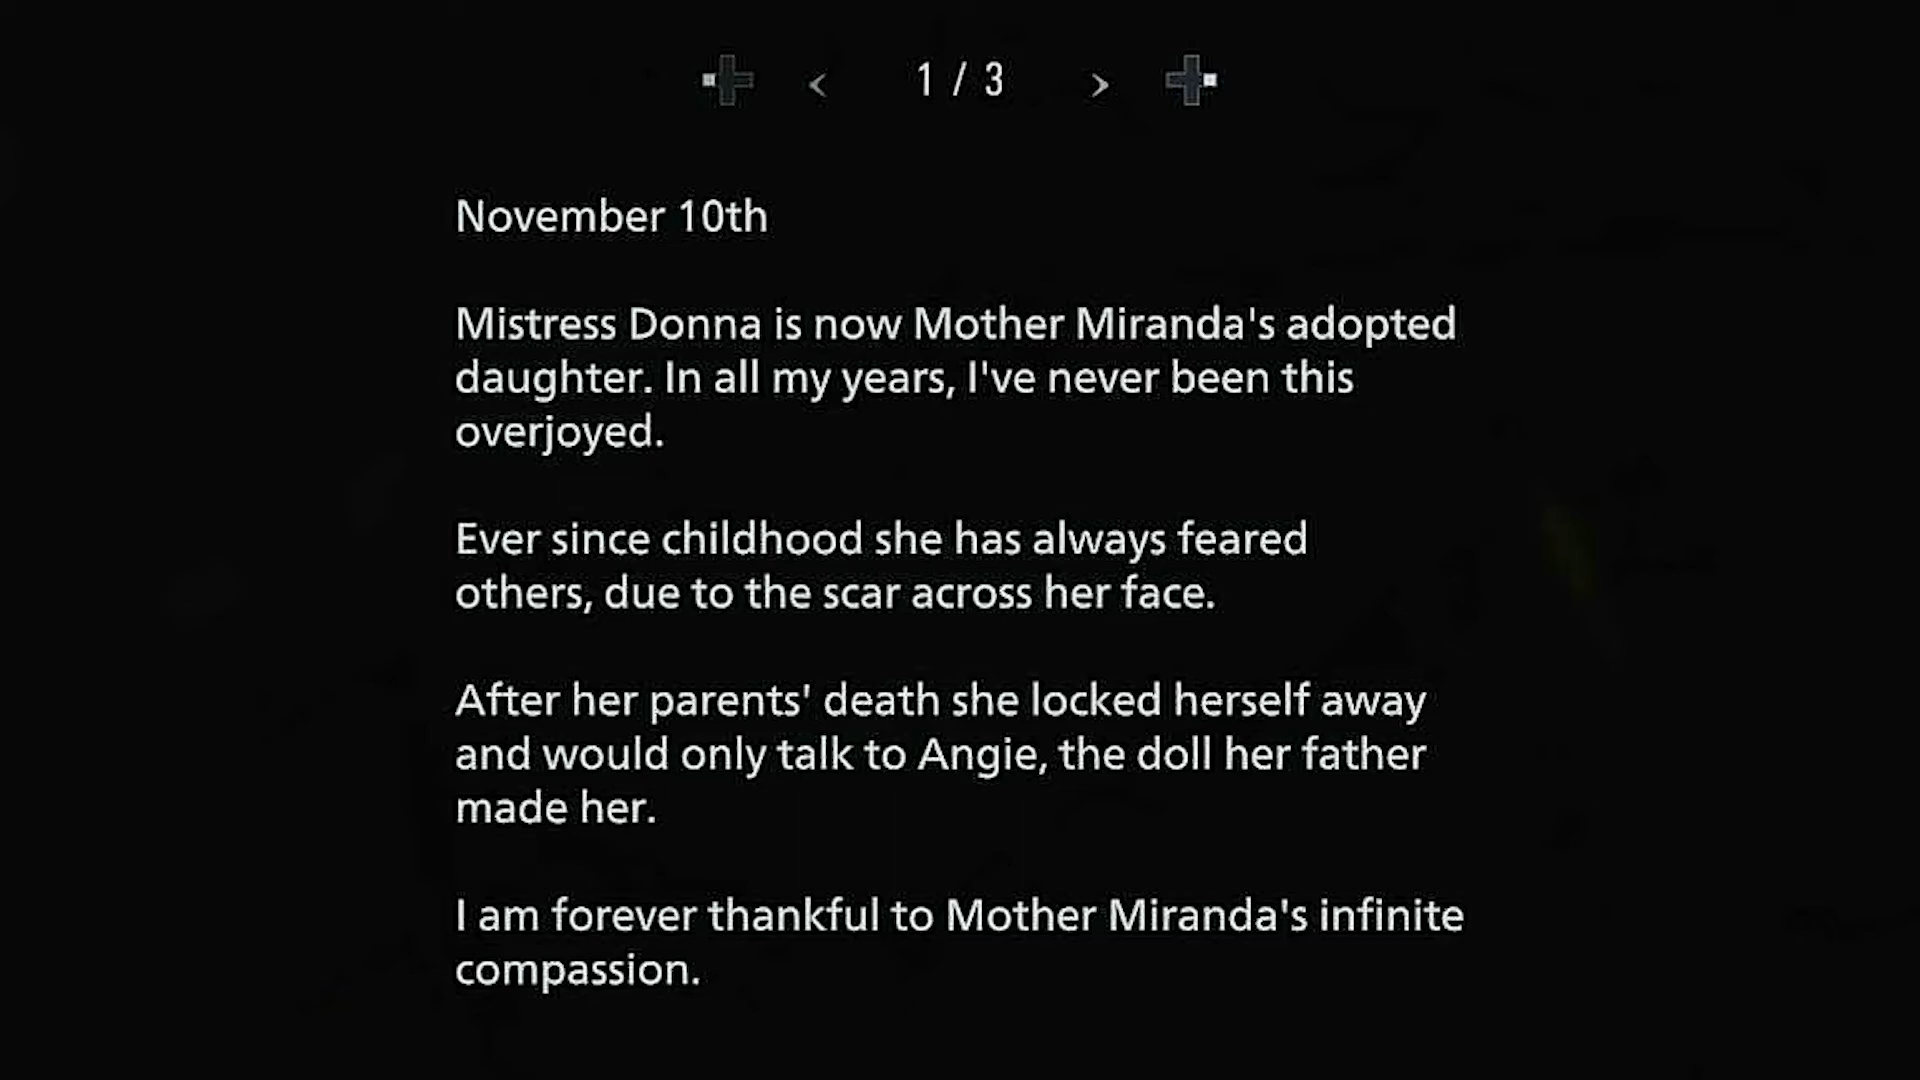 < 1 / 3 >
November 10th
Mistress Donna is now Mother Miranda's adopted
daughter. In all my years, I've never been this
overjoyed.
Ever since childhood she has always feared
others, due to the scar across her face.
After her parents' death she locked herself away
and would only talk to Angie, the doll her father
made her.
I am forever thankful to Mother Miranda's infinite
compassion.